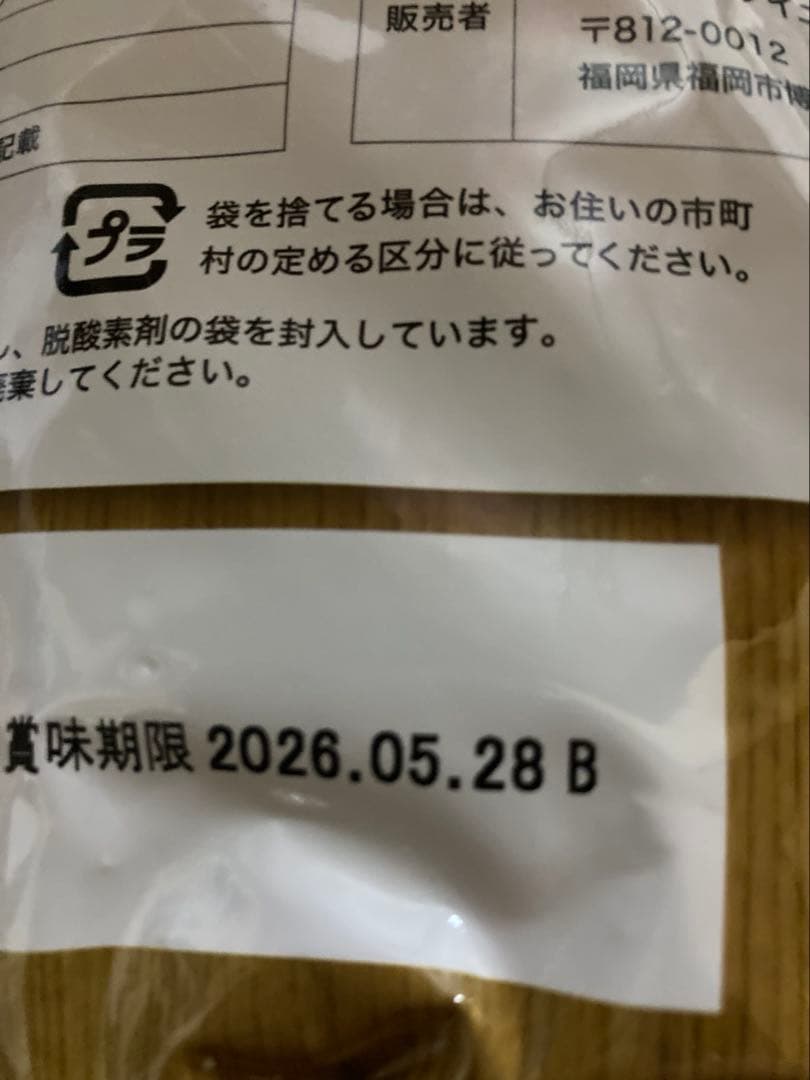 販売者
〒812-0012
福岡県福岡市博
記載
プラ
袋を捨てる場合は、お住いの市町
村の定める区分に従ってください。
、脱酸素剤の袋を封入しています。
廃棄してください。
賞味期限 2026.05.28 B